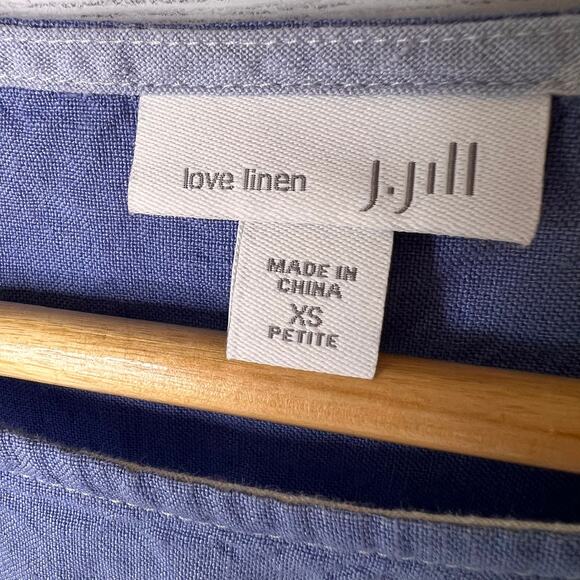 love linen J.Jill
MADE IN
CHINA
XS
PETITE